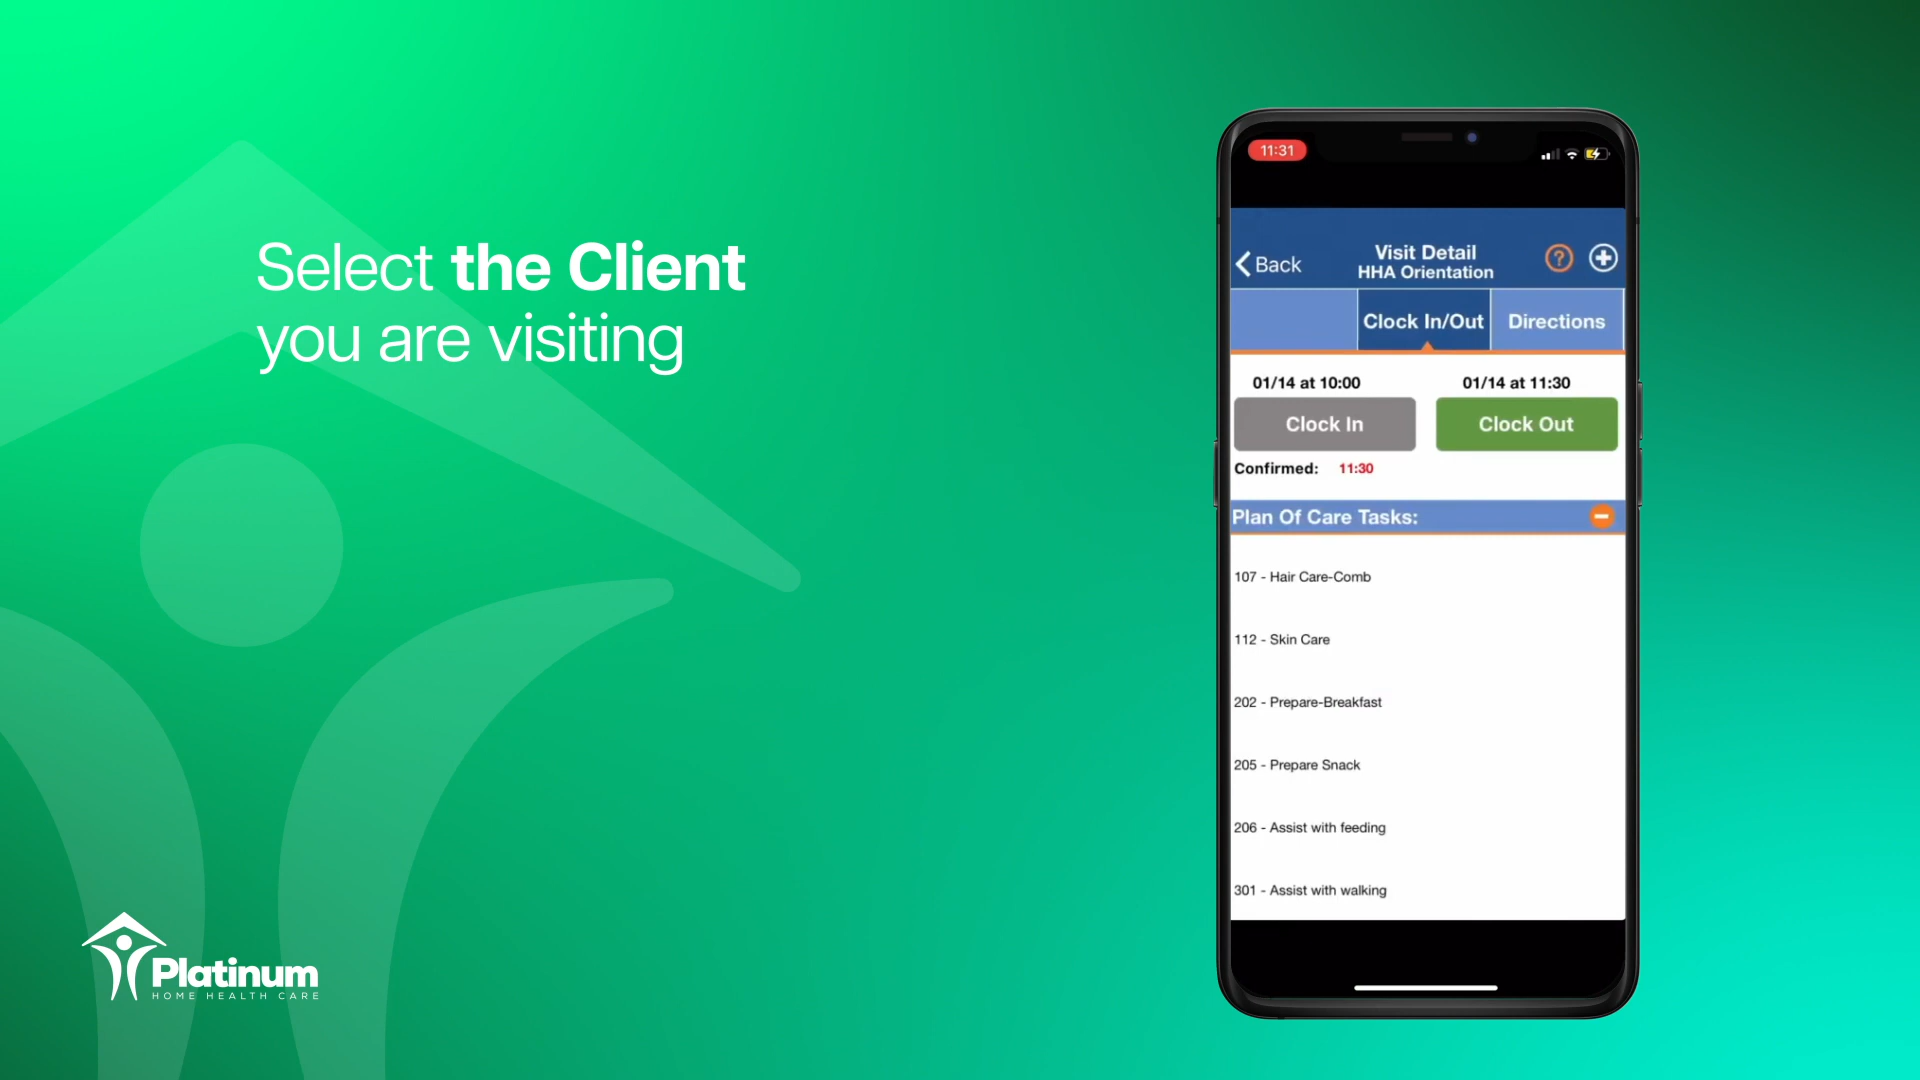 Select the Client
you are visiting
Platinum
HOME HEALTH CARE
11:31
Back
Visit Detail
HHA Orientation
?
Clock In/Out
Directions
01/14 at 10:00
01/14 at 11:30
Clock In
Clock Out
Confirmed: 11:30
Plan Of Care Tasks:
107 - Hair Care-Comb
112 - Skin Care
202 - Prepare-Breakfast
205 - Prepare Snack
206 - Assist with feeding
301 - Assist with walking